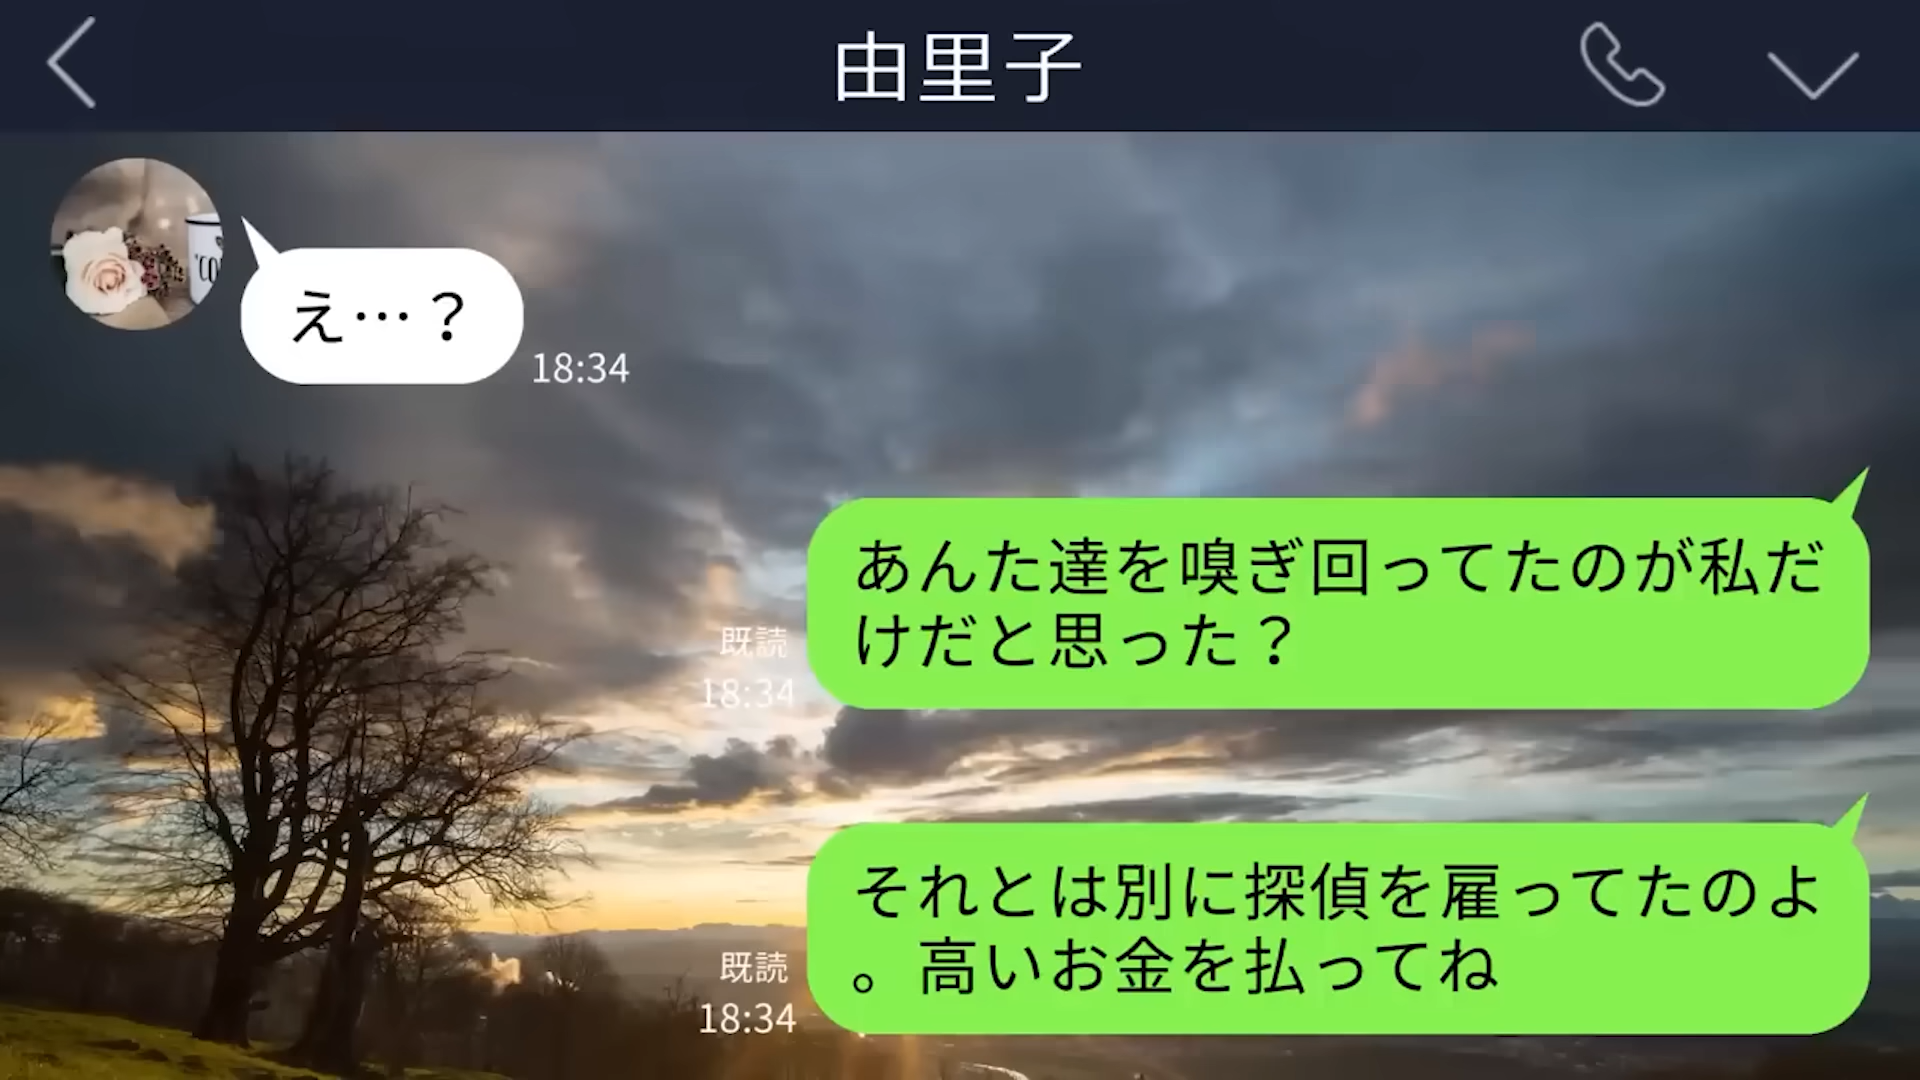 由里子
え…？
18:34
あんた達を嗅ぎ回ってたのが私だ
けだと思った？
既読
18:34
それとは別に探偵を雇ってたのよ
。高いお金を払ってね
既読
18:34
'CO